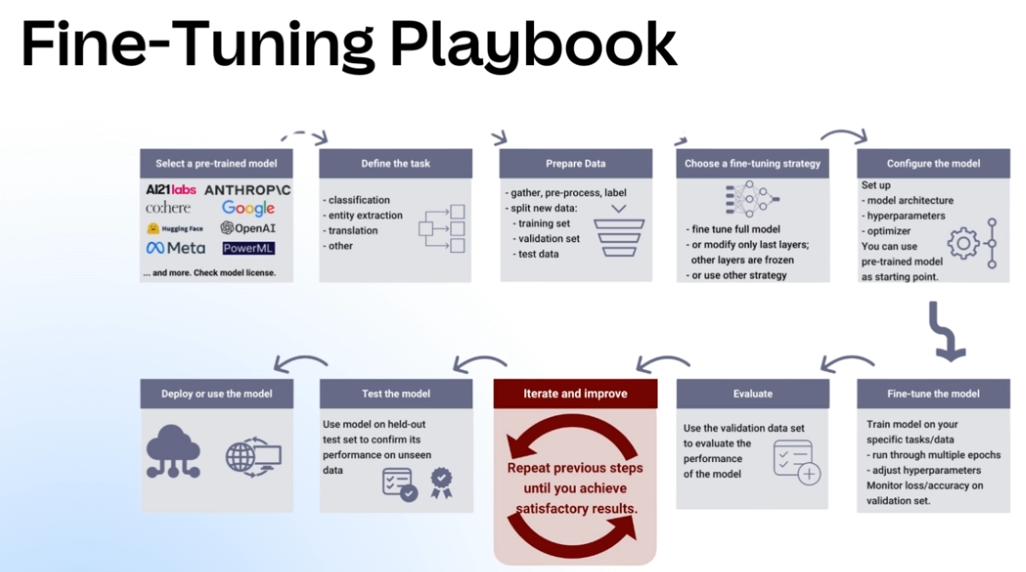 Fine-Tuning Playbook
Select a pre-trained model
AI21labs ANTHROP\C
co:here Google
Hugging Face OpenAI
Meta PowerML
... and more. Check model license.
Define the task
- classification
- entity extraction
- translation
- other
Prepare Data
- gather, pre-process, label
- split new data:
- training set
- validation set
- test data
Choose a fine-tuning strategy
- fine tune full model
- or modify only last layers;
other layers are frozen
- or use other strategy
Configure the model
Set up
- model architecture
- hyperparameters
- optimizer
You can use
pre-trained model
as starting point.
Fine-tune the model
Train model on your
specific tasks/data
- run through multiple epochs
- adjust hyperparameters
Monitor loss/accuracy on
validation set.
Evaluate
Use the validation data set
to evaluate the
performance
of the model
Iterate and improve
Repeat previous steps
until you achieve
satisfactory results.
Test the model
Use model on held-out
test set to confirm its
performance on unseen
data
Deploy or use the model